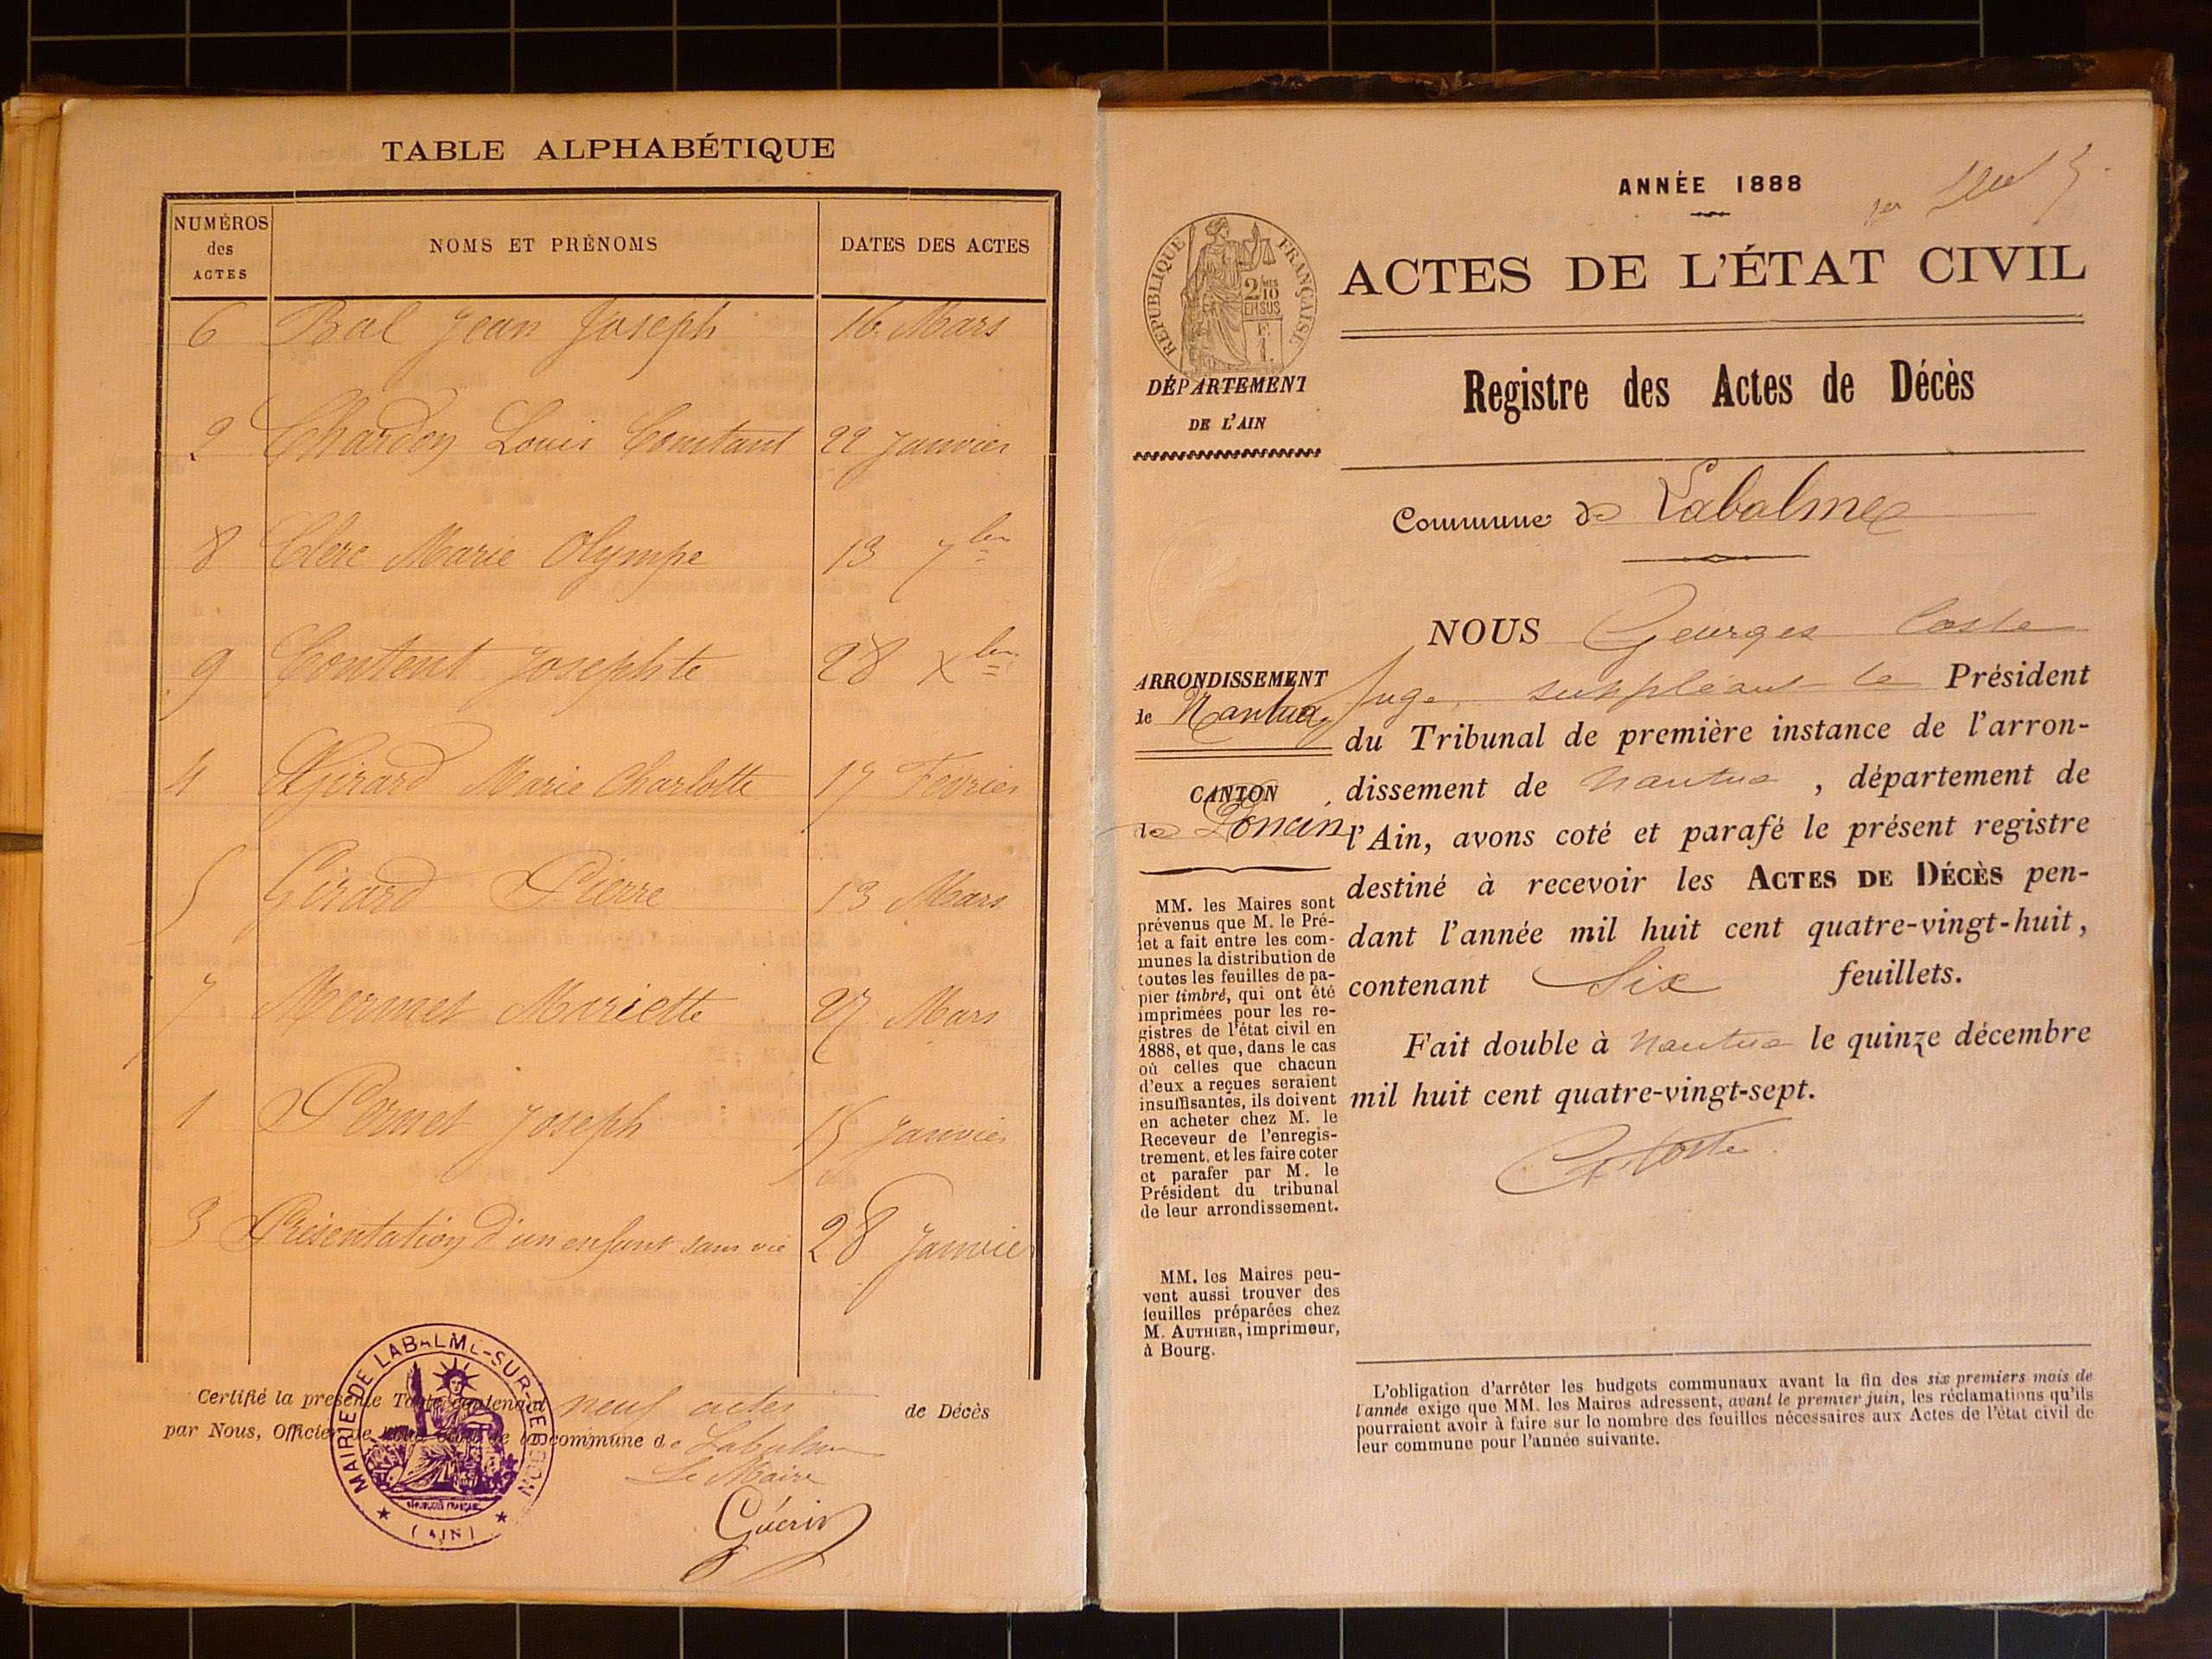 TABLE ALPHABÉTIQUE
NUMÉROS
des
ACTES
NOMS ET PRÉNOMS
DATES DES ACTES
6 Bal Jean Joseph 16 Mars
2 Chardon Louis Constant 22 Janvier
8 Clerc Marie Olympe 13 7bre
9 Content Josephte 28 Xbre
4 Girard Marie Charlotte 17 Fevrier
5 Girard Pierre 13 Mars
7 Mermet Mariette 27 Mars
1 Pernet Joseph 15 Janvier
3 Présentation d'un enfant sans vie 28 Janvier
Certifié la présente Table contenant neuf actes de Décès
par Nous, Officier de l'état civil de la commune de Labalme
Le Maire
Guérin
MAIRIE DE LABALME-SUR-CERDON
RÉPUBLIQUE FRANÇAISE
(AIN)
ANNÉE 1888
RÉPUBLIQUE FRANÇAISE
2/10
MES
EN SUS
ACTES DE L'ÉTAT CIVIL
DÉPARTEMENT
DE L'AIN
Registre des Actes de Décès
Commune de Labalme
ARRONDISSEMENT
de Nantua
CANTON
de Poncin
MM. les Maires sont
prévenus que M. le Pré-
fet a fait entre les com-
munes la distribution de
toutes les feuilles de pa-
pier timbré, qui ont été
imprimées pour les re-
gistres de l'état civil en
1888, et que, dans le cas
où celles que chacun
d'eux a reçues seraient
insuffisantes, ils doivent
en acheter chez M. le
Receveur de l'enregis-
trement, et les faire coter
et parafer par M. le
Président du tribunal
de leur arrondissement.
MM. les Maires peu-
vent aussi trouver des
feuilles préparées chez
M. AUTHIER, imprimeur,
à Bourg.
NOUS Georges Coste
Juge suppléant le Président
du Tribunal de première instance de l'arron-
dissement de Nantua, département de
l'Ain, avons coté et parafé le présent registre
destiné à recevoir les ACTES DE DÉCÈS pen-
dant l'année mil huit cent quatre-vingt-huit,
contenant Six feuillets.
Fait double à Nantua le quinze décembre
mil huit cent quatre-vingt-sept.
G. Coste
L'obligation d'arrêter les budgets communaux avant la fin des six premiers mois de
l'année exige que MM. les Maires adressent, avant le premier juin, les réclamations qu'ils
pourraient avoir à faire sur le nombre des feuilles nécessaires aux Actes de l'état civil de
leur commune pour l'année suivante.